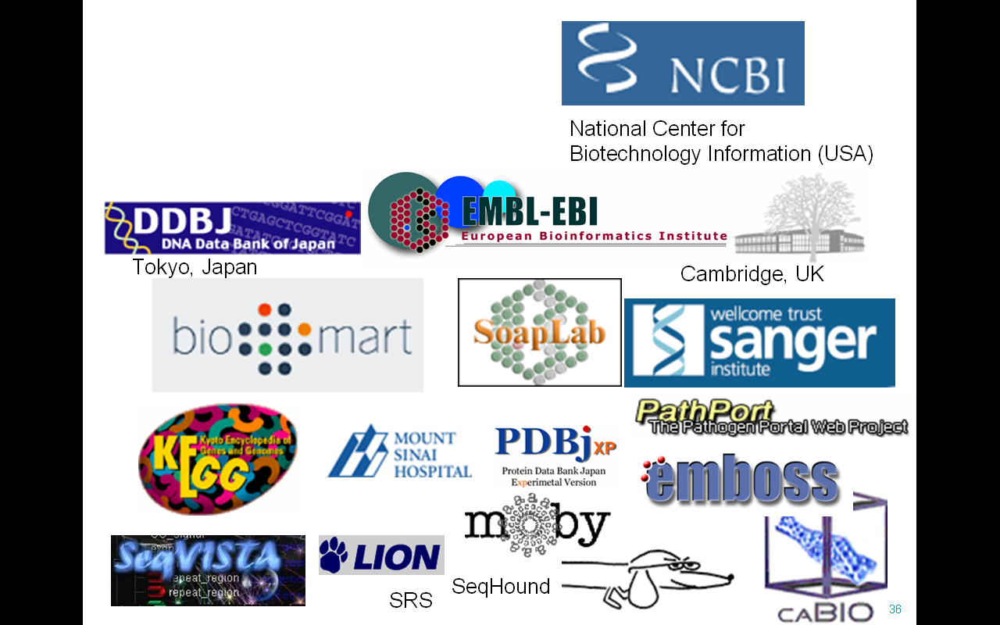 NCBI
National Center for
Biotechnology Information (USA)
DDBJ
DNA Data Bank of Japan
Tokyo, Japan
EMBL-EBI
European Bioinformatics Institute
Cambridge, UK
bio mart
SoapLab
wellcome trust
sanger
institute
KEGG
Kyoto Encyclopedia of
Genes and Genomes
MOUNT
SINAI
HOSPITAL
PDBj XP
Protein Data Bank Japan
Experimetal Version
PathPort
The Pathogen Portal Web Project
emboss
moby
SeqVISTA
repeat_region
repeat_region
LION
SRS
SeqHound
caBIO
36